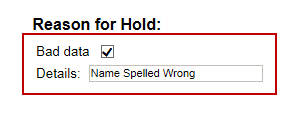 Reason for Hold:
Bad data
Details: Name Spelled Wrong